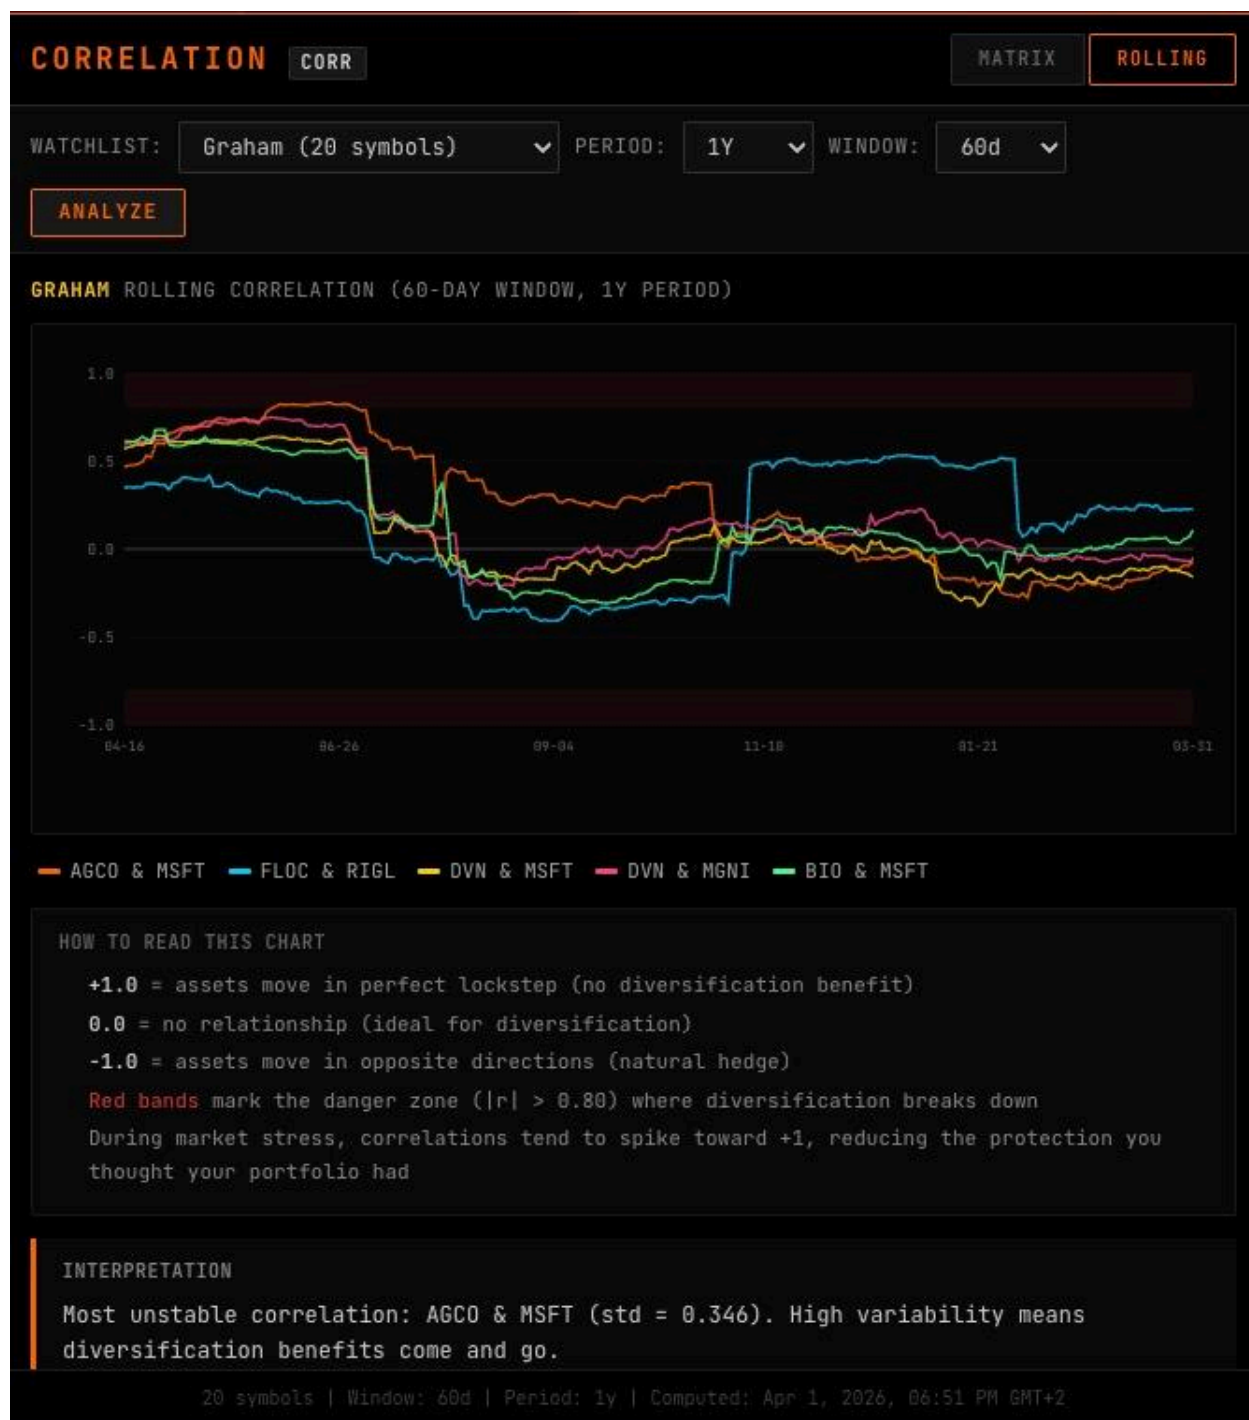 CORRELATION CORR MATRIX ROLLING
WATCHLIST: Graham (20 symbols) PERIOD: 1Y WINDOW: 60d
ANALYZE
GRAHAM ROLLING CORRELATION (60-DAY WINDOW, 1Y PERIOD)
1.0
0.5
0.0
-0.5
-1.0
04-16 06-26 09-04 11-10 01-21 03-31
AGCO & MSFT FLOC & RIGL DVN & MSFT DVN & MGNI BIO & MSFT
HOW TO READ THIS CHART
+1.0 = assets move in perfect lockstep (no diversification benefit)
0.0 = no relationship (ideal for diversification)
-1.0 = assets move in opposite directions (natural hedge)
Red bands mark the danger zone (|r| > 0.80) where diversification breaks down
During market stress, correlations tend to spike toward +1, reducing the protection you
thought your portfolio had
INTERPRETATION
Most unstable correlation: AGCO & MSFT (std = 0.346). High variability means
diversification benefits come and go.
20 symbols | Window: 60d | Period: 1y | Computed: Apr 1, 2026, 06:51 PM GMT+2